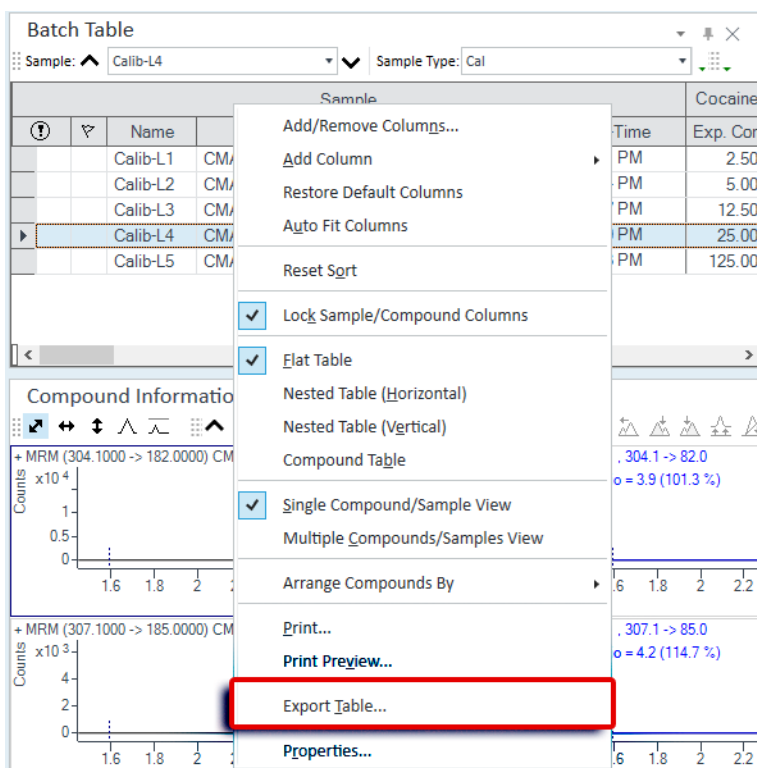 Batch Table
Sample: Calib-L4 Sample Type: Cal
Sample Cocaine
Name Time Exp. Cor
Calib-L1 CMA PM 2.50
Calib-L2 CMA PM 5.00
Calib-L3 CMA PM 12.50
Calib-L4 CMA PM 25.00
Calib-L5 CMA PM 125.00
Add/Remove Columns...
Add Column
Restore Default Columns
Auto Fit Columns
Reset Sort
Lock Sample/Compound Columns
Flat Table
Nested Table (Horizontal)
Nested Table (Vertical)
Compound Table
Single Compound/Sample View
Multiple Compounds/Samples View
Arrange Compounds By
Print...
Print Preview...
Export Table...
Properties...
Compound Informatio
+ MRM (304.1000 -> 182.0000) CM , 304.1 -> 82.0
o = 3.9 (101.3 %)
Counts
x10 4
1
0.5
0
1.6 1.8 2 .6 1.8 2 2.2
+ MRM (307.1000 -> 185.0000) CM , 307.1 -> 85.0
o = 4.2 (114.7 %)
Counts
x10 3
4
2
0
1.6 1.8 2 .6 1.8 2 2.2